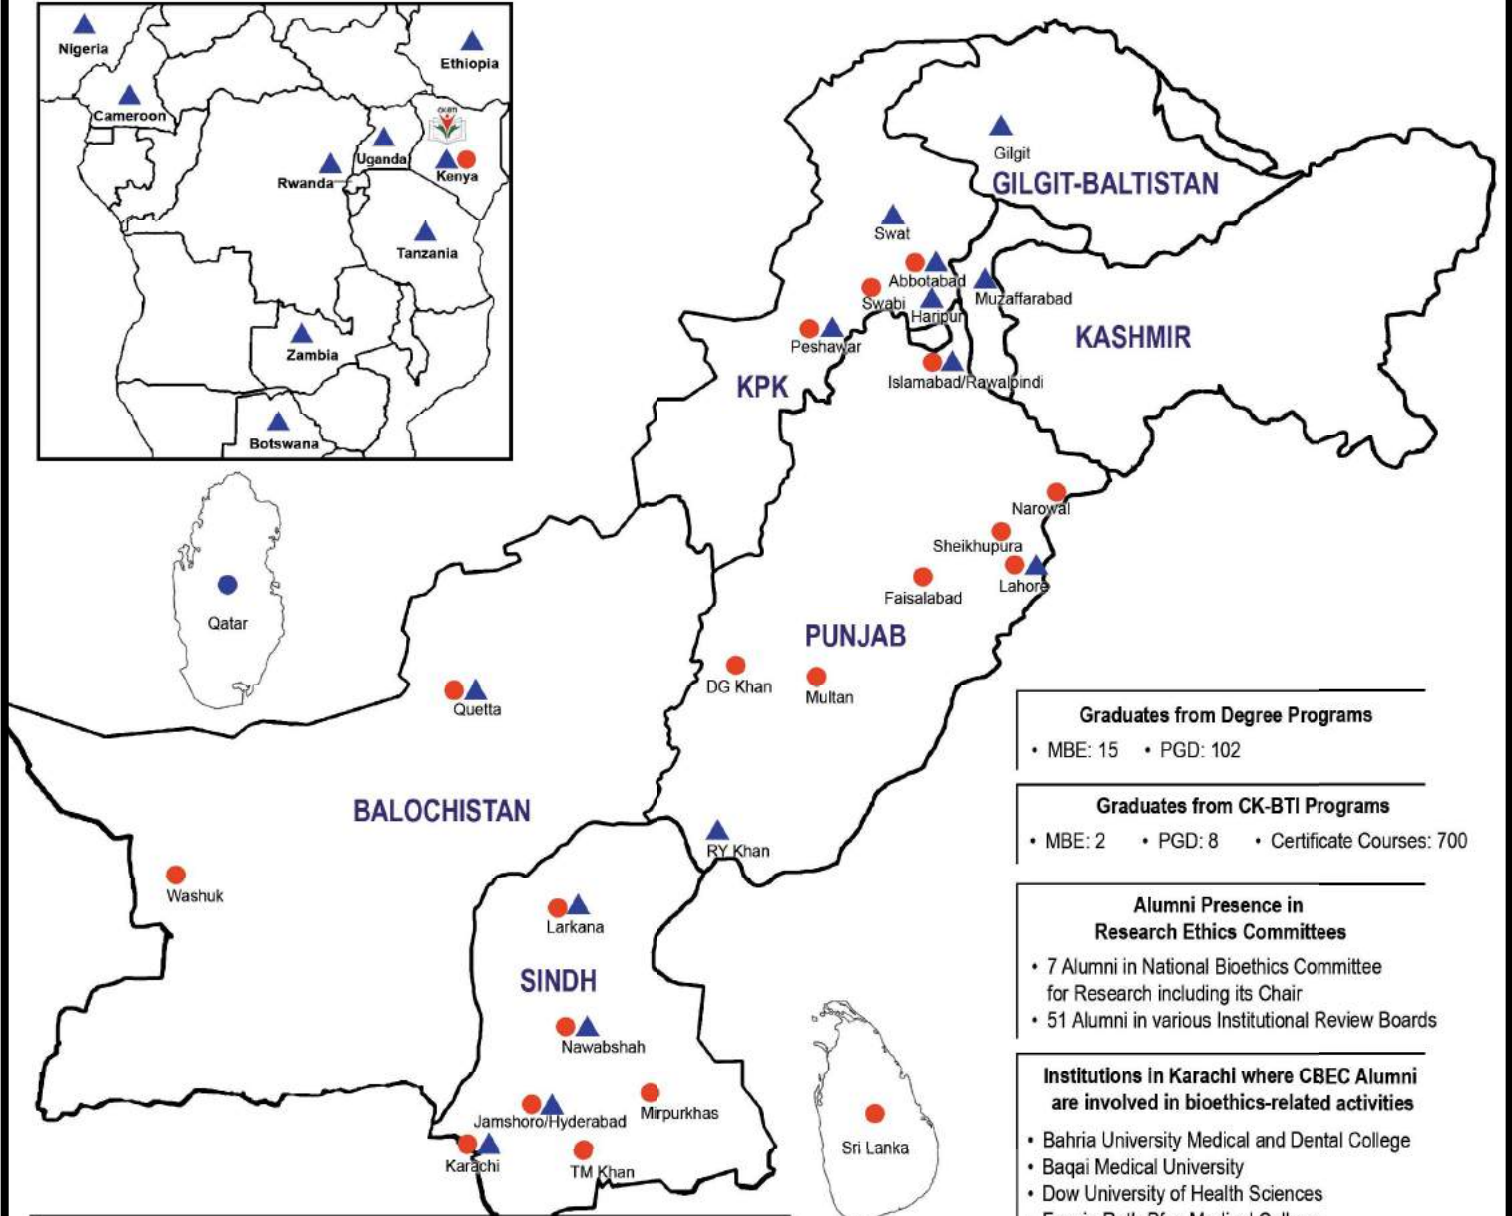 Nigeria
Ethiopia
Cameroon
Uganda
Kenya
Rwanda
Tanzania
Zambia
Botswana
Gilgit
GILGIT-BALTISTAN
Swat
Abbotabad
Swabi
Haripur
Muzaffarabad
Peshawar
KASHMIR
Islamabad/Rawalpindi
KPK
Narowal
Sheikhupura
Lahore
Faisalabad
Qatar
PUNJAB
DG Khan
Multan
Quetta
BALOCHISTAN
RY Khan
Washuk
Larkana
SINDH
Nawabshah
Mirpurkhas
Jamshoro/Hyderabad
Karachi
TM Khan
Sri Lanka
Graduates from Degree Programs
• MBE: 15 • PGD: 102
Graduates from CK-BTI Programs
• MBE: 2 • PGD: 8 • Certificate Courses: 700
Alumni Presence in
Research Ethics Committees
• 7 Alumni in National Bioethics Committee
for Research including its Chair
• 51 Alumni in various Institutional Review Boards
Institutions in Karachi where CBEC Alumni
are involved in bioethics-related activities
• Bahria University Medical and Dental College
• Baqai Medical University
• Dow University of Health Sciences